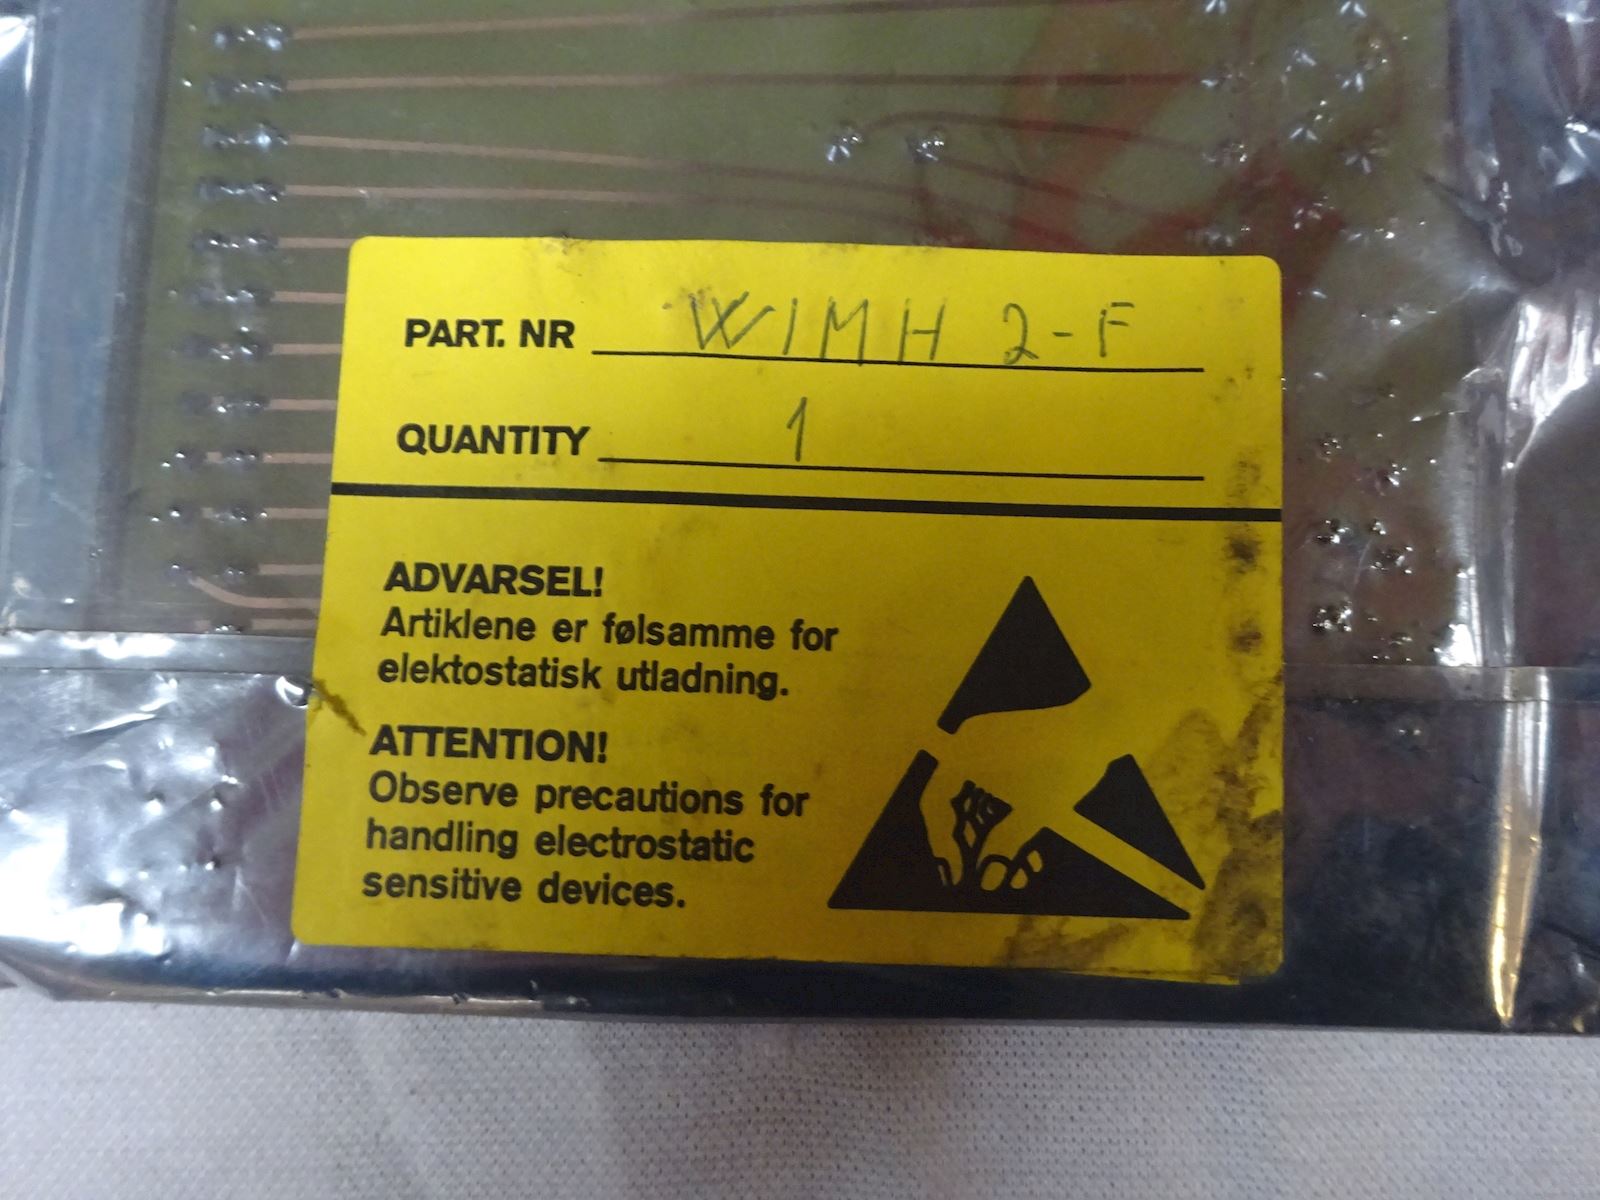 PART. NR WIMH 2-F
QUANTITY 1
ADVARSEL!
Artiklene er følsamme for
elektostatisk utladning.
ATTENTION!
Observe precautions for
handling electrostatic
sensitive devices.